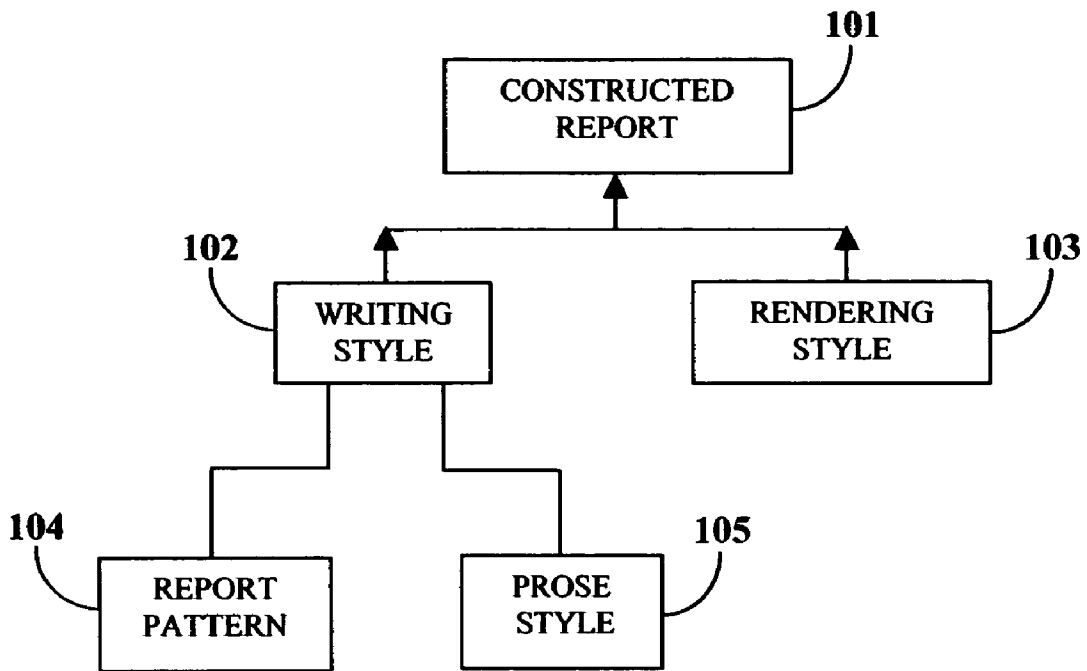 101
CONSTRUCTED
REPORT
102
WRITING
STYLE
103
RENDERING
STYLE
104
REPORT
PATTERN
105
PROSE
STYLE